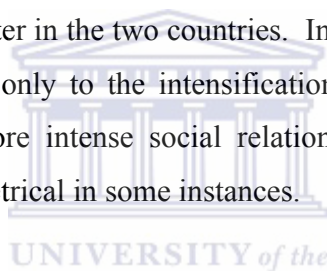 ter in the two countries. In
only to the intensification
ore intense social relation
trical in some instances.
UNIVERSITY of the